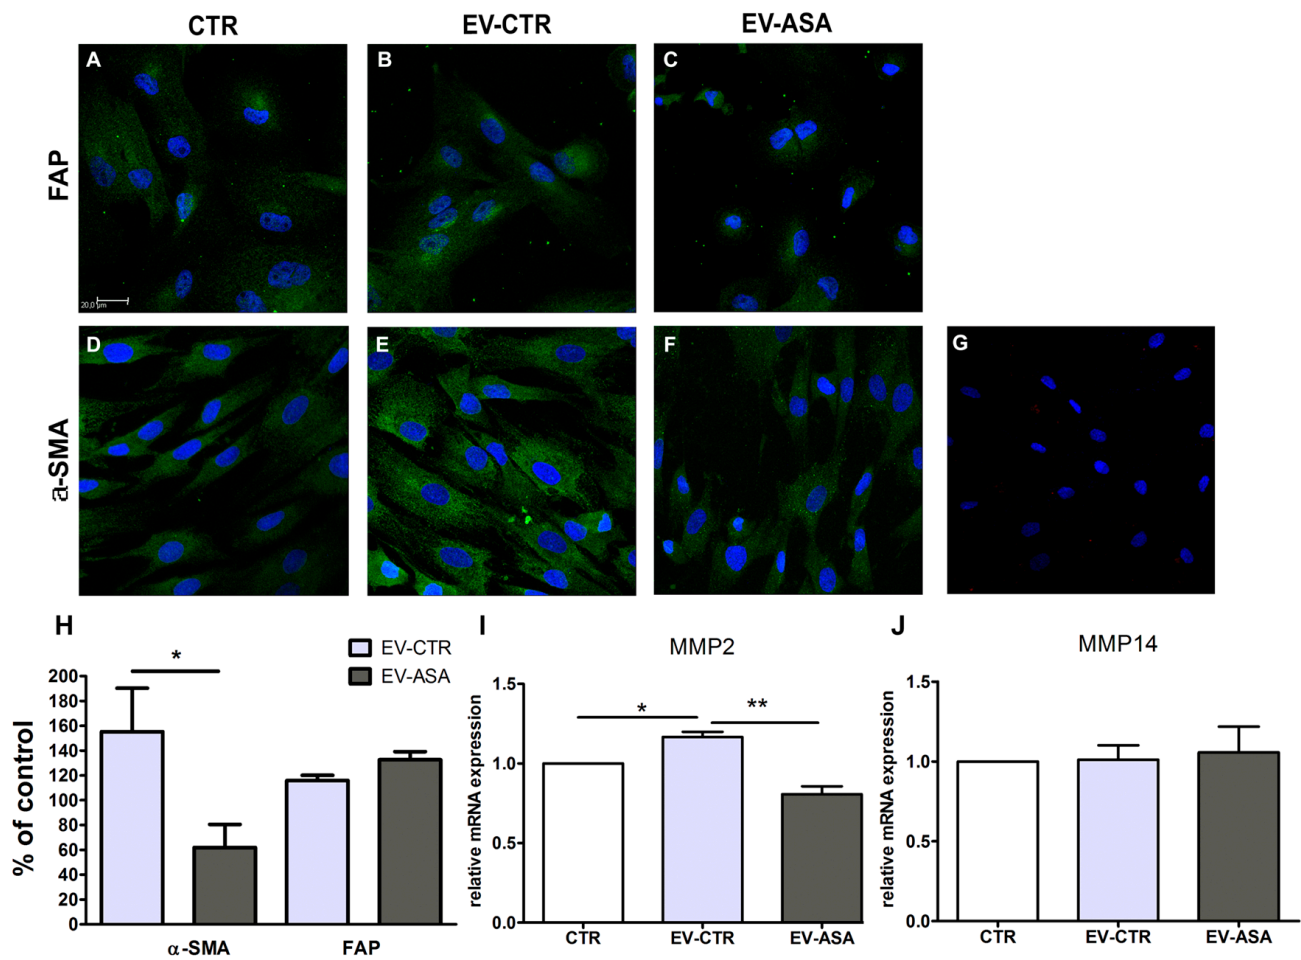 CTR EV-CTR EV-ASA
A B C
FAP
20,0 µm
D E F G
a-SMA
H
EV-CTR
EV-ASA
*
% of control
200
180
160
140
120
100
80
60
40
20
0
α-SMA FAP
I
MMP2
relative mRNA expression
1.5
1.0
0.5
0.0
* **
CTR EV-CTR EV-ASA
J
MMP14
relative mRNA expression
1.5
1.0
0.5
0.0
CTR EV-CTR EV-ASA